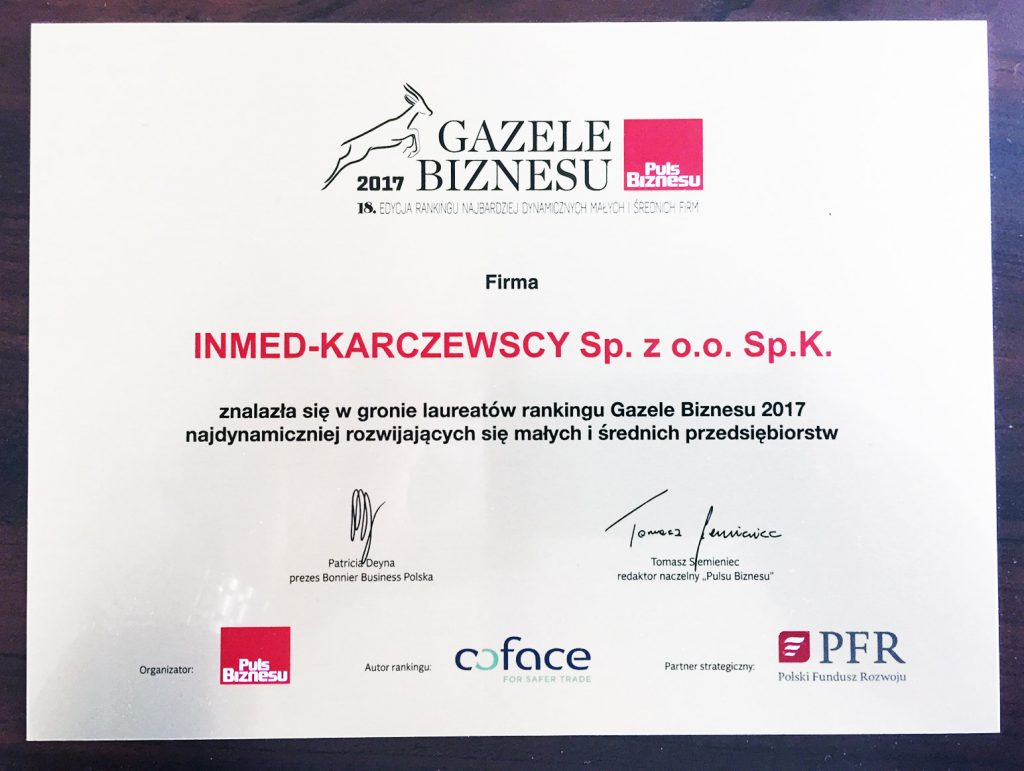 GAZELE
2017 BIZNESU
Puls
Biznesu
18. EDYCJA RANKINGU NAJBARDZIEJ DYNAMICZNYCH MAŁYCH I ŚREDNICH FIRM
Firma
INMED-KARCZEWSCY Sp. z o.o. Sp.K.
znalazła się w gronie laureatów rankingu Gazele Biznesu 2017
najdynamiczniej rozwijających się małych i średnich przedsiębiorstw
Patricia Deyna
prezes Bonnier Business Polska
Tomasz Siemieniec
Tomasz Siemieniec
redaktor naczelny „Pulsu Biznesu"
Organizator:
Puls
Biznesu
Autor rankingu:
coface
FOR SAFER TRADE
Partner strategiczny:
PFR
Polski Fundusz Rozwoju